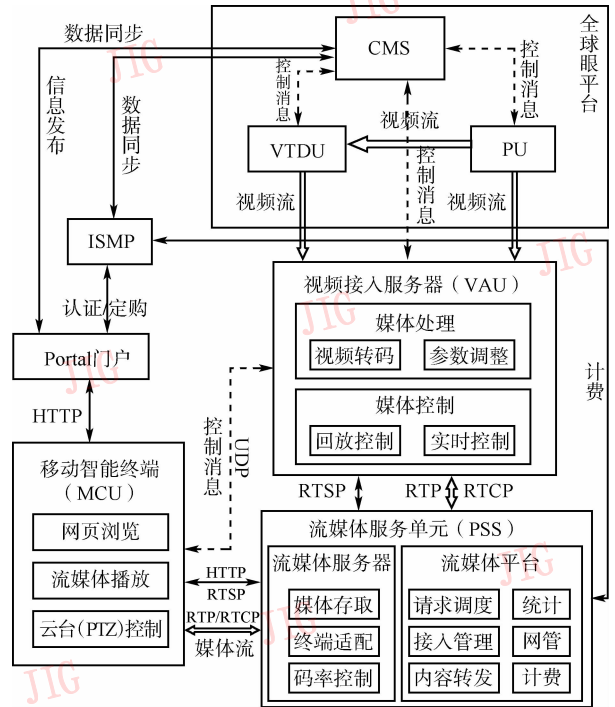 JIG
数据同步
CMS
全球眼平台
控制消息
控制消息
JIG
信息发布
数据同步
视频流
VTDU
PU
控制消息
视频流
视频流
ISMP
JIG
认证/定购
视频接入服务器（VAU）
JIG
媒体处理
视频转码
参数调整
Portal门户
JIG
计费
媒体控制
回放控制
实时控制
HTTP
控制消息
UDP
移动智能终端
（MCU）
网页浏览
流媒体播放
云台(PTZ)控制
RTSP
RTP
RTCP
流媒体服务单元（PSS）
流媒体服务器
流媒体平台
JIG
HTTP
RTSP
RTP/RTCP
媒体流
媒体存取
终端适配
码率控制
JIG
请求调度
统计
接入管理
网管
内容转发
计费
JIG